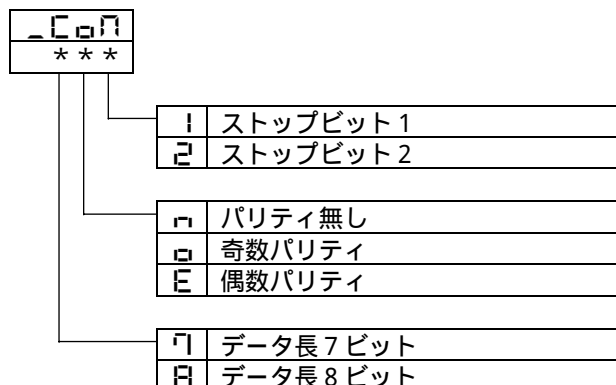 _CoM
***
1 ストップビット 1
2 ストップビット 2
n パリティ無し
o 奇数パリティ
E 偶数パリティ
7 データ長 7 ビット
8 データ長 8 ビット